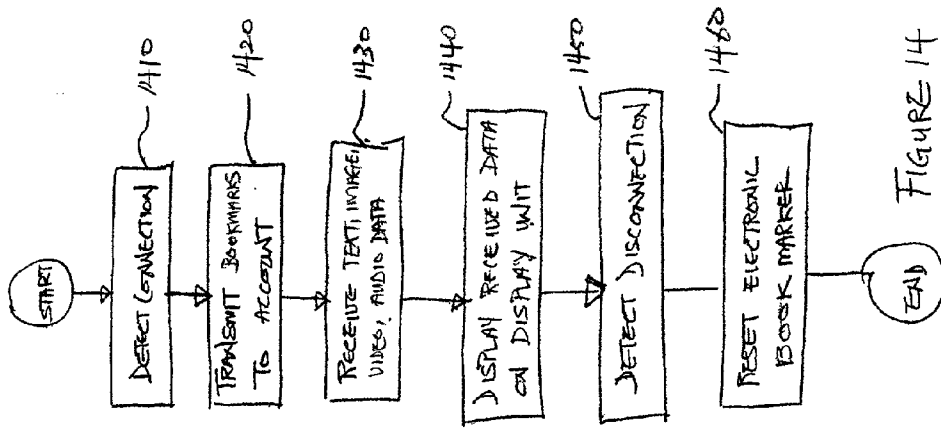 START
DETECT CONNECTION
1410
TRANSMIT BOOKMARKS
TO ACCOUNT
1420
RECEIVE TEXT, IMAGE,
VIDEO, AUDIO DATA
1430
DISPLAY RECEIVED DATA
ON DISPLAY UNIT
1440
DETECT DISCONNECTION
1450
RESET ELECTRONIC
BOOK MARKER
1460
END
FIGURE 14